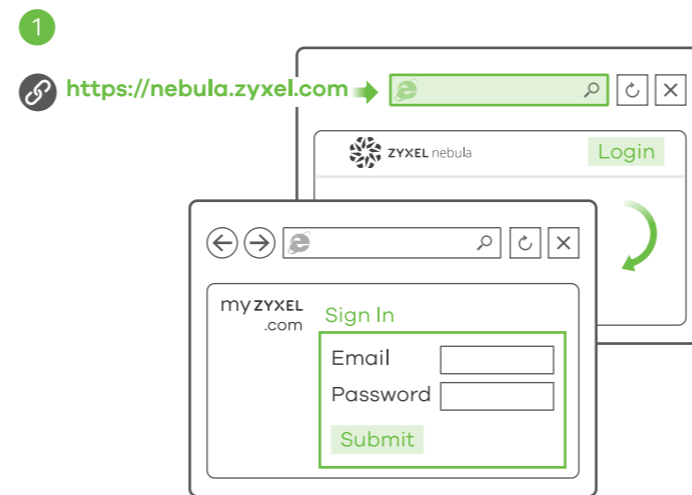 1
https://nebula.zyxel.com
ZYXEL nebula
Login
my ZYXEL
.com
Sign In
Email
Password
Submit